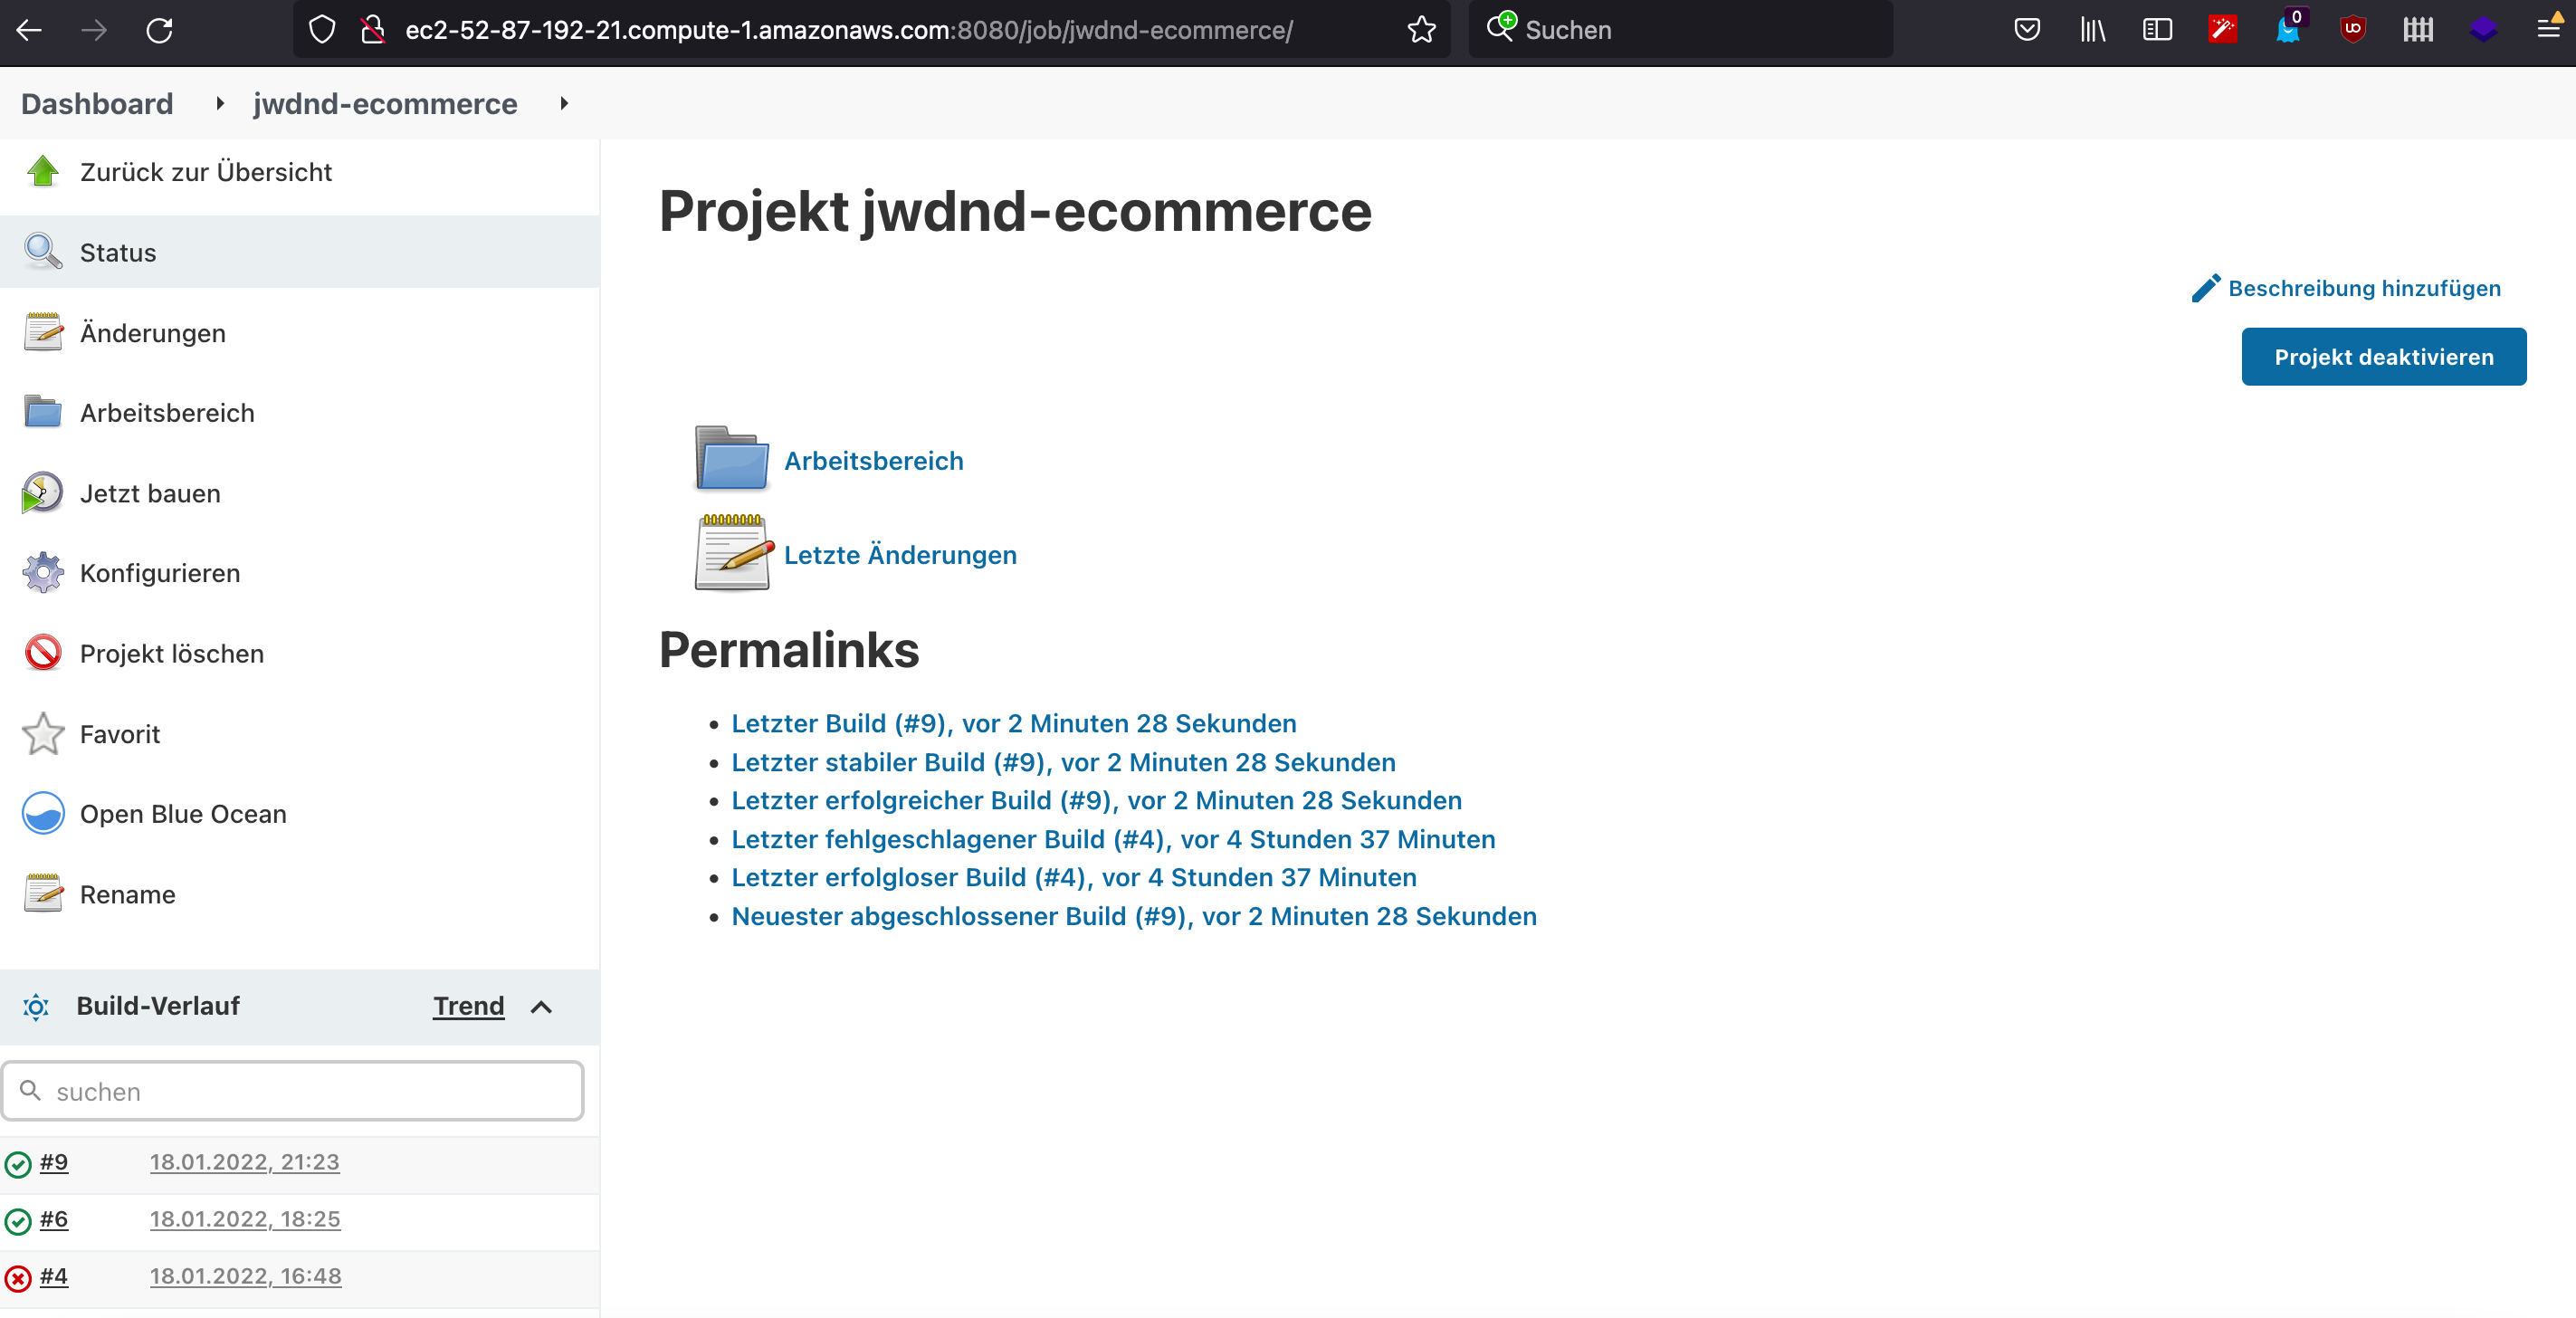 ec2-52-87-192-21.compute-1.amazonaws.com:8080/job/jwdnd-ecommerce/
Suchen
0
Dashboard
jwdnd-ecommerce
Zurück zur Übersicht
Status
Änderungen
Arbeitsbereich
Jetzt bauen
Konfigurieren
Projekt löschen
Favorit
Open Blue Ocean
Rename
Build-Verlauf
Trend
suchen
#9 18.01.2022, 21:23
#6 18.01.2022, 18:25
#4 18.01.2022, 16:48
Projekt jwdnd-ecommerce
Beschreibung hinzufügen
Projekt deaktivieren
Arbeitsbereich
Letzte Änderungen
Permalinks
Letzter Build (#9), vor 2 Minuten 28 Sekunden
Letzter stabiler Build (#9), vor 2 Minuten 28 Sekunden
Letzter erfolgreicher Build (#9), vor 2 Minuten 28 Sekunden
Letzter fehlgeschlagener Build (#4), vor 4 Stunden 37 Minuten
Letzter erfolgloser Build (#4), vor 4 Stunden 37 Minuten
Neuester abgeschlossener Build (#9), vor 2 Minuten 28 Sekunden